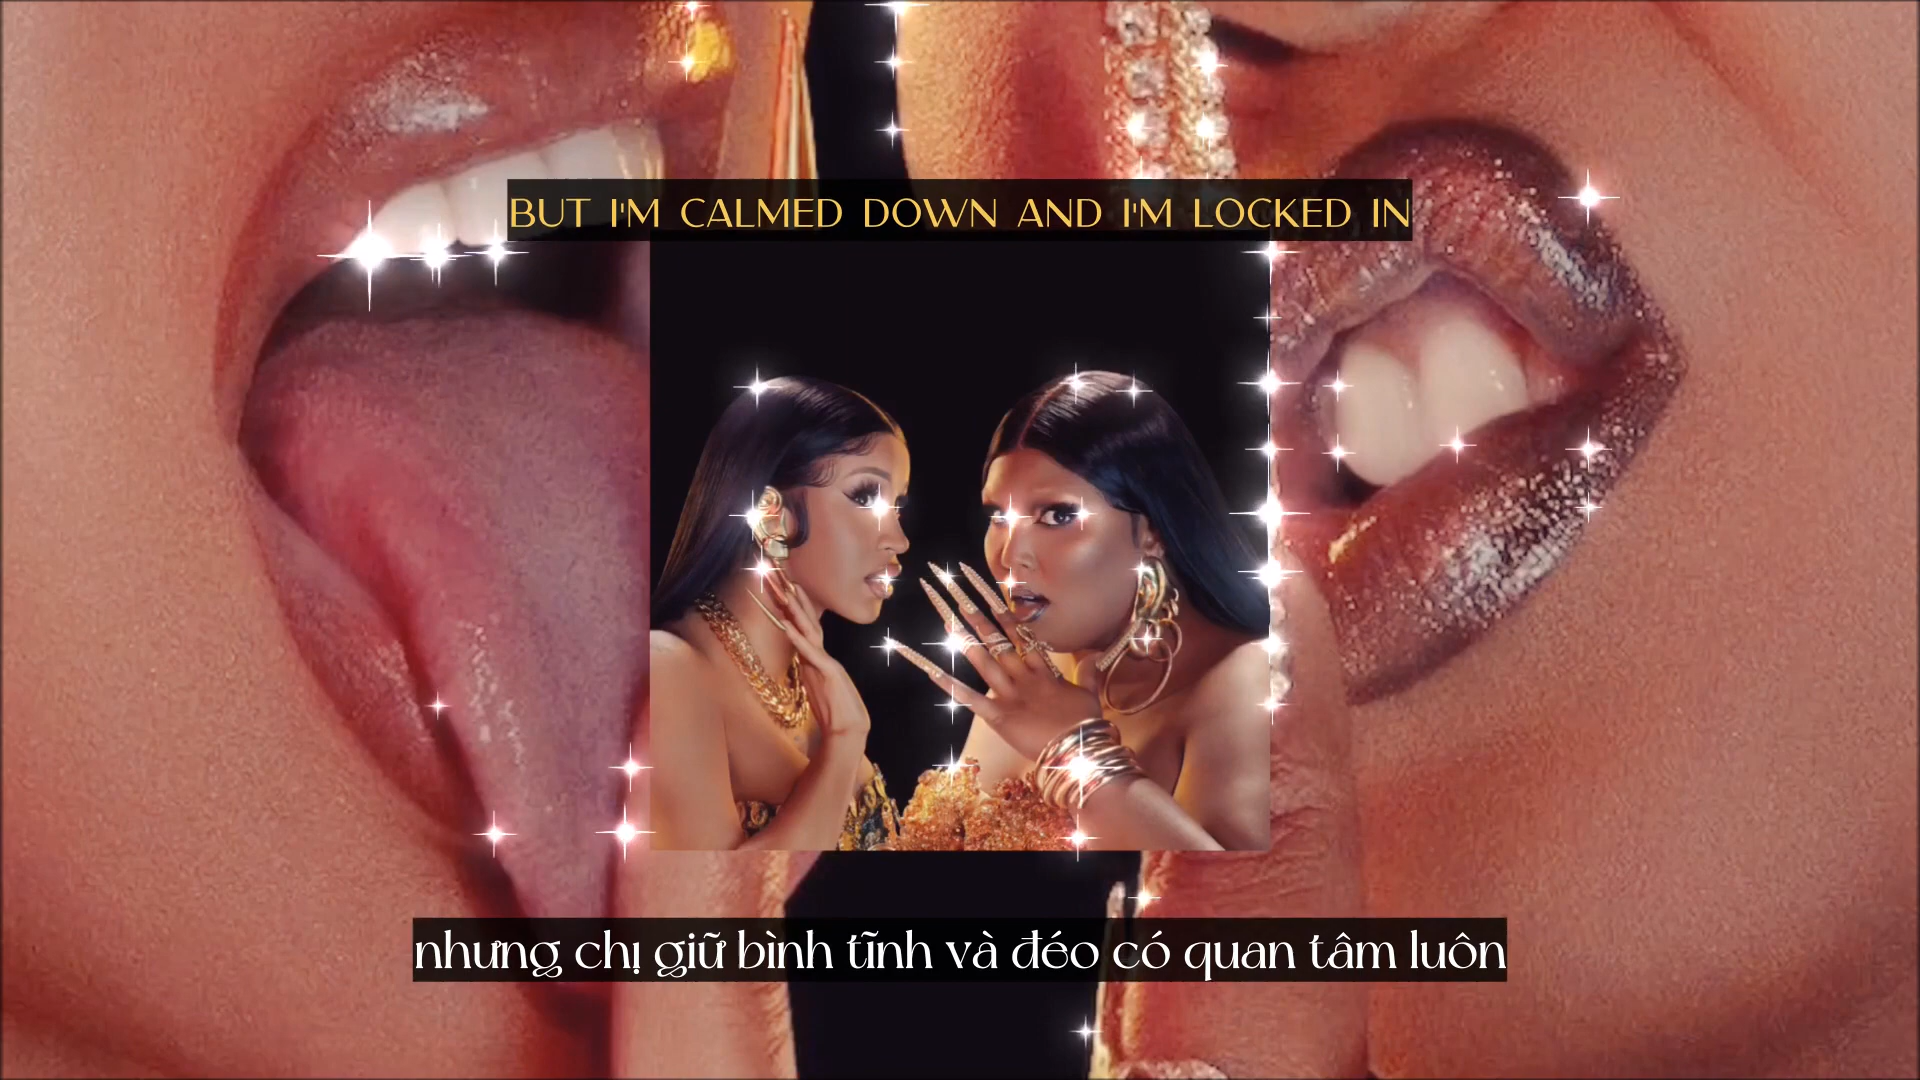 BUT I'M CALMED DOWN AND I'M LOCKED IN
nhưng chị giữ bình tĩnh và đéo có quan tâm luôn